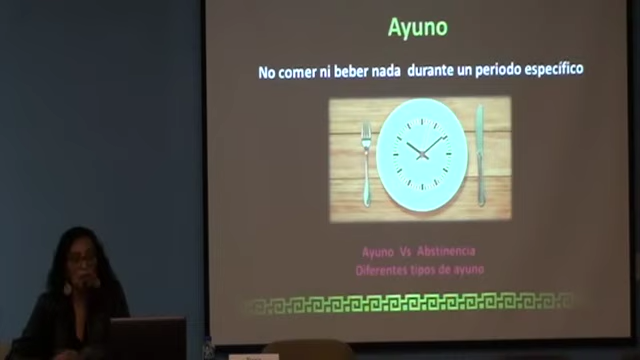 Ayuno
No comer ni beber nada durante un periodo específico
Ayuno Vs Abstinencia
Diferentes tipos de ayuno